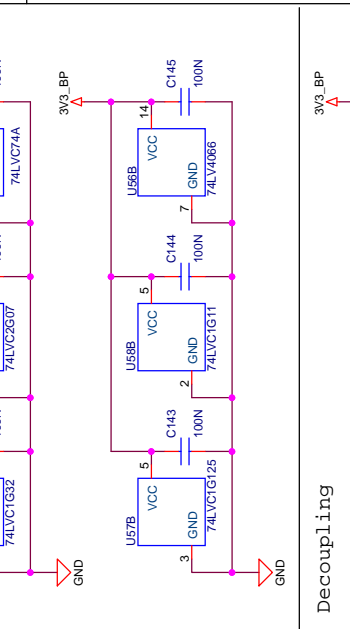 74LVC1G32
74LVC2G07
74LVC74A
GND
3V3_BP
U57B
VCC
5
GND
3
74LVC1G125
C143
100N
U58B
VCC
5
GND
2
74LVC1G11
C144
100N
U56B
VCC
14
GND
7
74LV4066
C145
100N
GND
Decoupling
3V3_BP